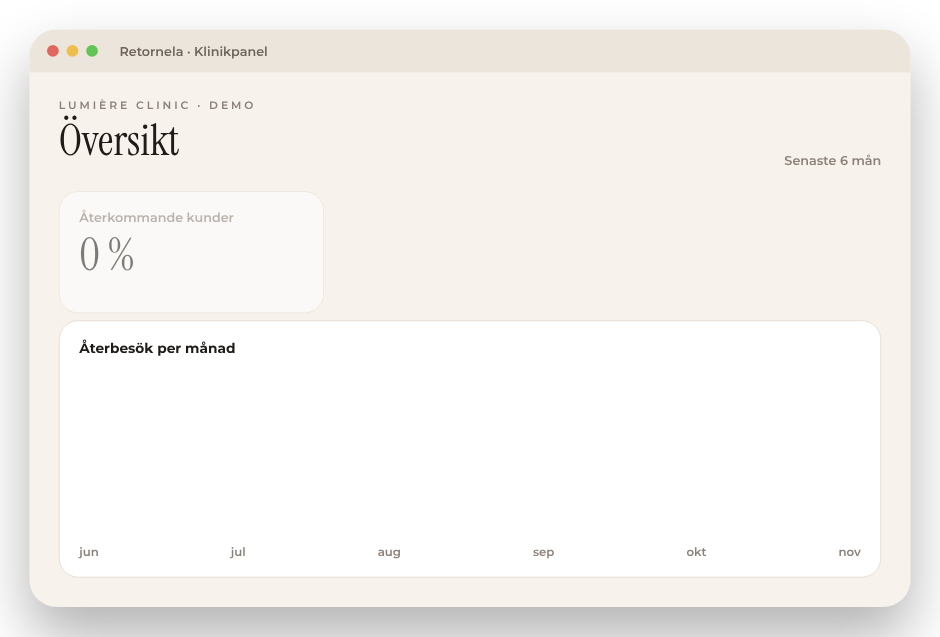 Retornela · Klinikpanel
LUMIÈRE CLINIC · DEMO
Översikt
Senaste 6 mån
Återkommande kunder
0 %
Återbesök per månad
jun jul aug sep okt nov